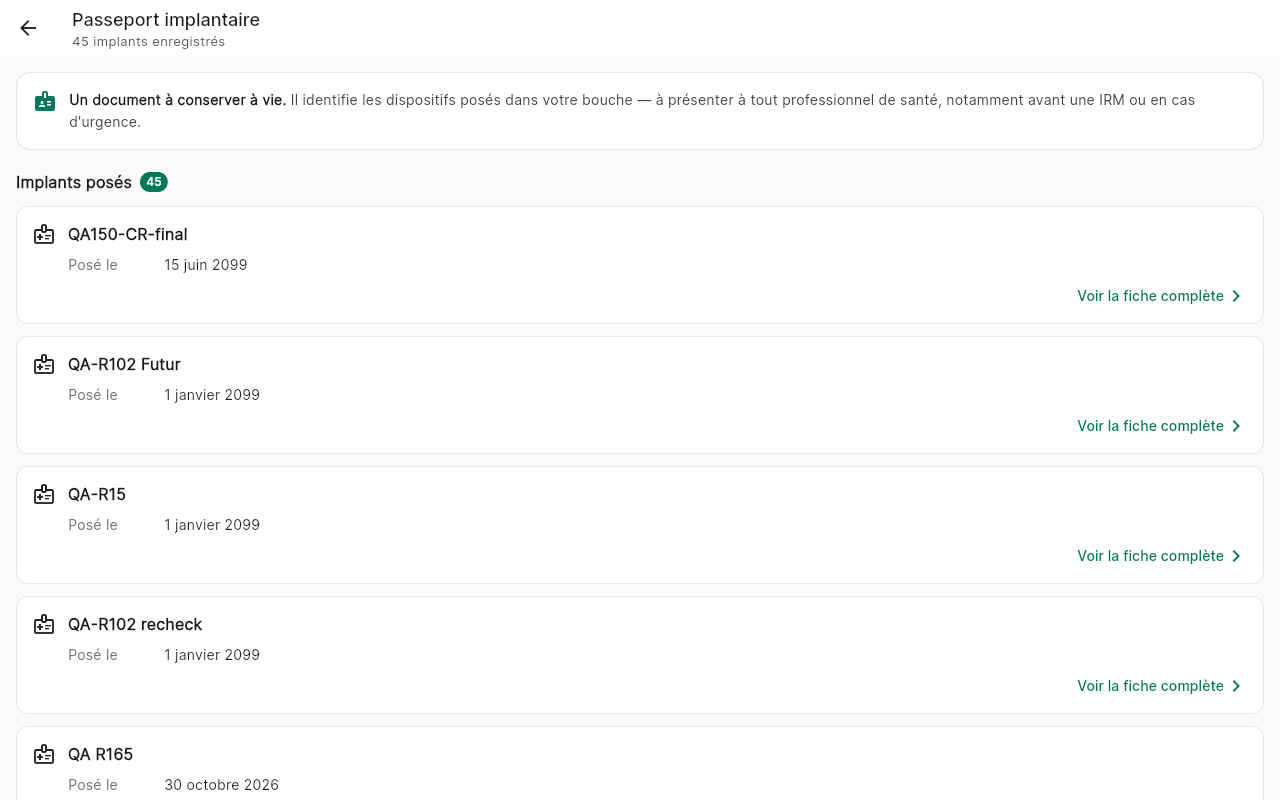 Passeport implantaire
45 implants enregistrés
Un document à conserver à vie. Il identifie les dispositifs posés dans votre bouche — à présenter à tout professionnel de santé, notamment avant une IRM ou en cas
d'urgence.
Implants posés 45
QA150-CR-final
Posé le 15 juin 2099
Voir la fiche complète
QA-R102 Futur
Posé le 1 janvier 2099
Voir la fiche complète
QA-R15
Posé le 1 janvier 2099
Voir la fiche complète
QA-R102 recheck
Posé le 1 janvier 2099
Voir la fiche complète
QA R165
Posé le 30 octobre 2026